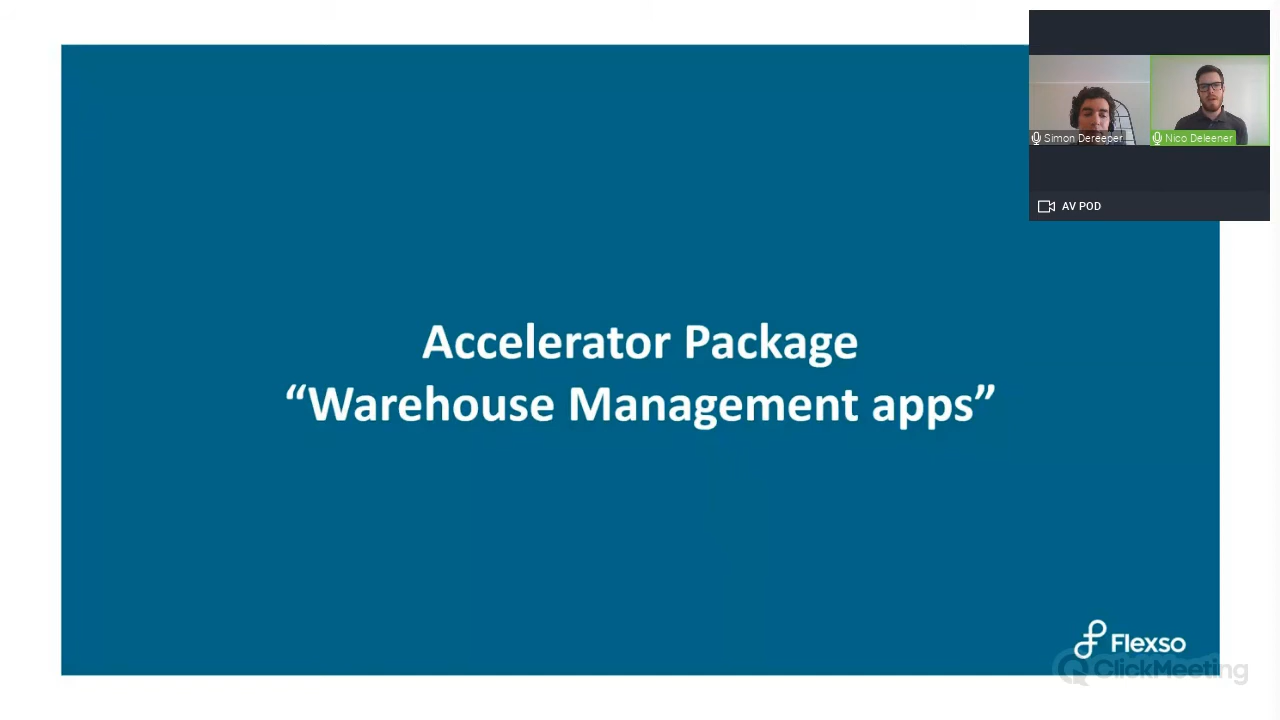 Simon Dereeper
Nico Deleener
AV POD
Accelerator Package
“Warehouse Management apps”
Flexso
ClickMeeting